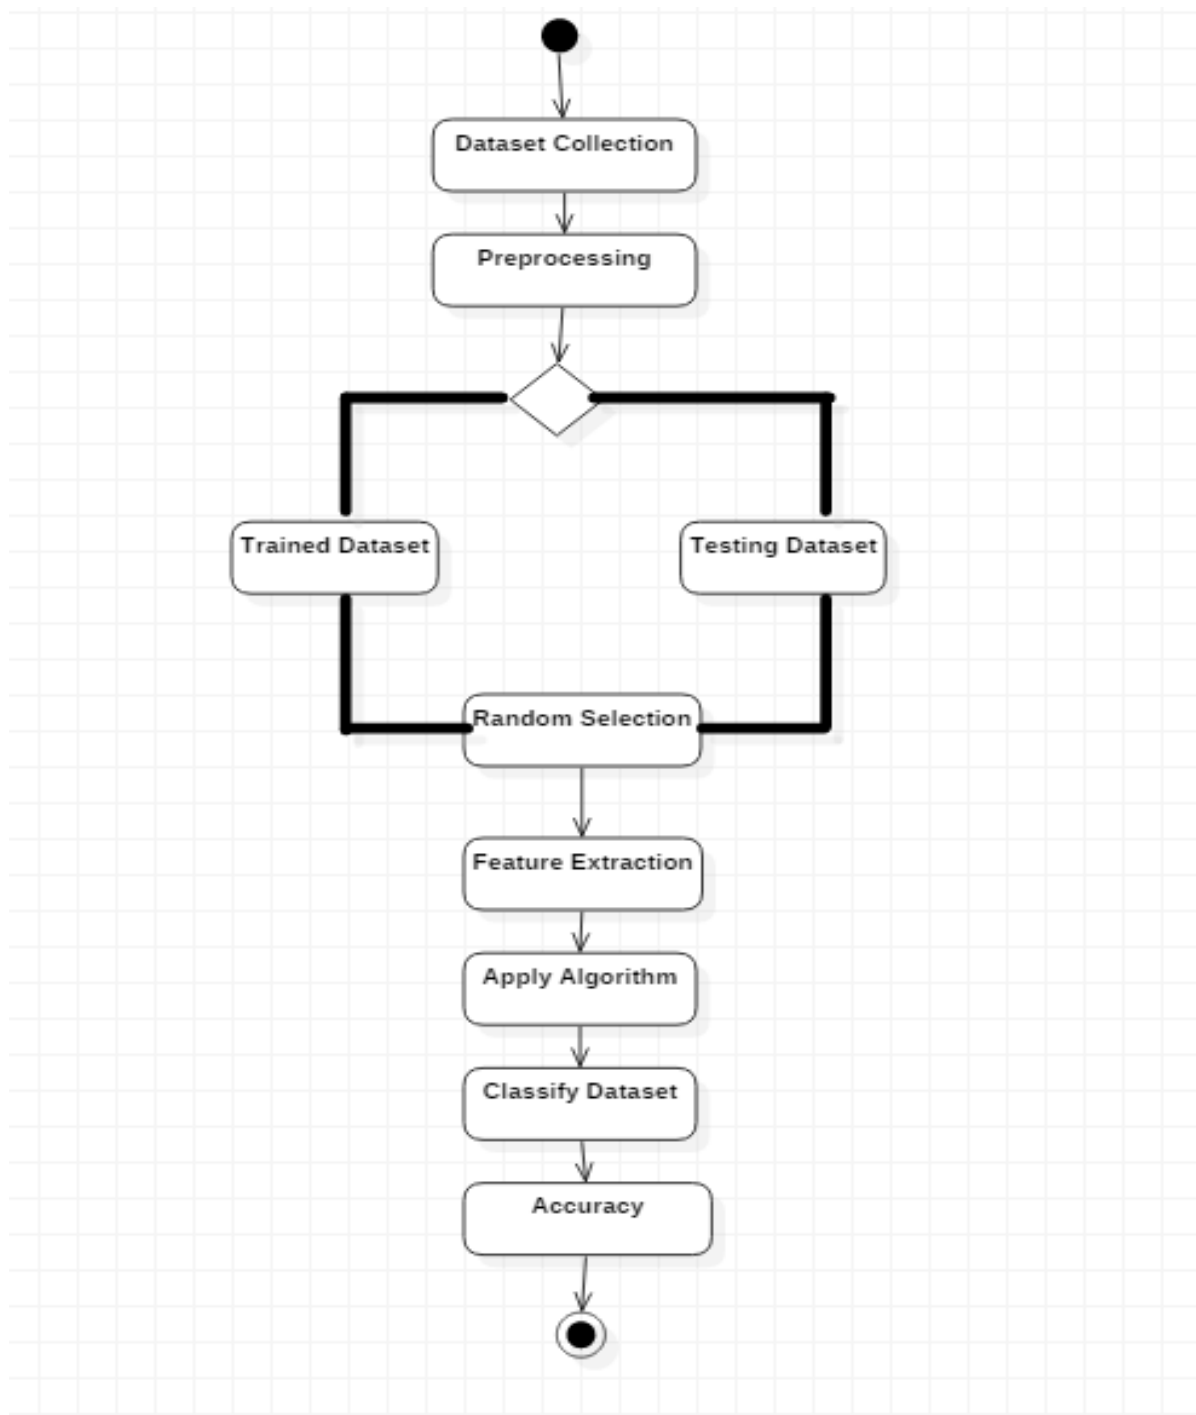 Dataset Collection
Preprocessing
Trained Dataset
Testing Dataset
Random Selection
Feature Extraction
Apply Algorithm
Classify Dataset
Accuracy